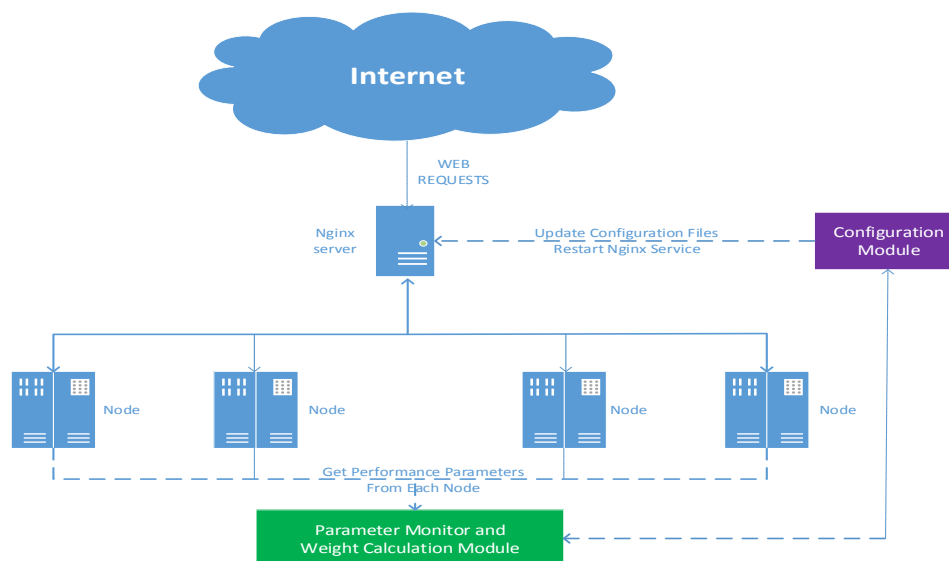 Internet
WEB
REQUESTS
Nginx
server
Update Configuration Files
Restart Nginx Service
Configuration
Module
Node
Node
Node
Node
Get Performance Parameters
From Each Node
Parameter Monitor and
Weight Calculation Module